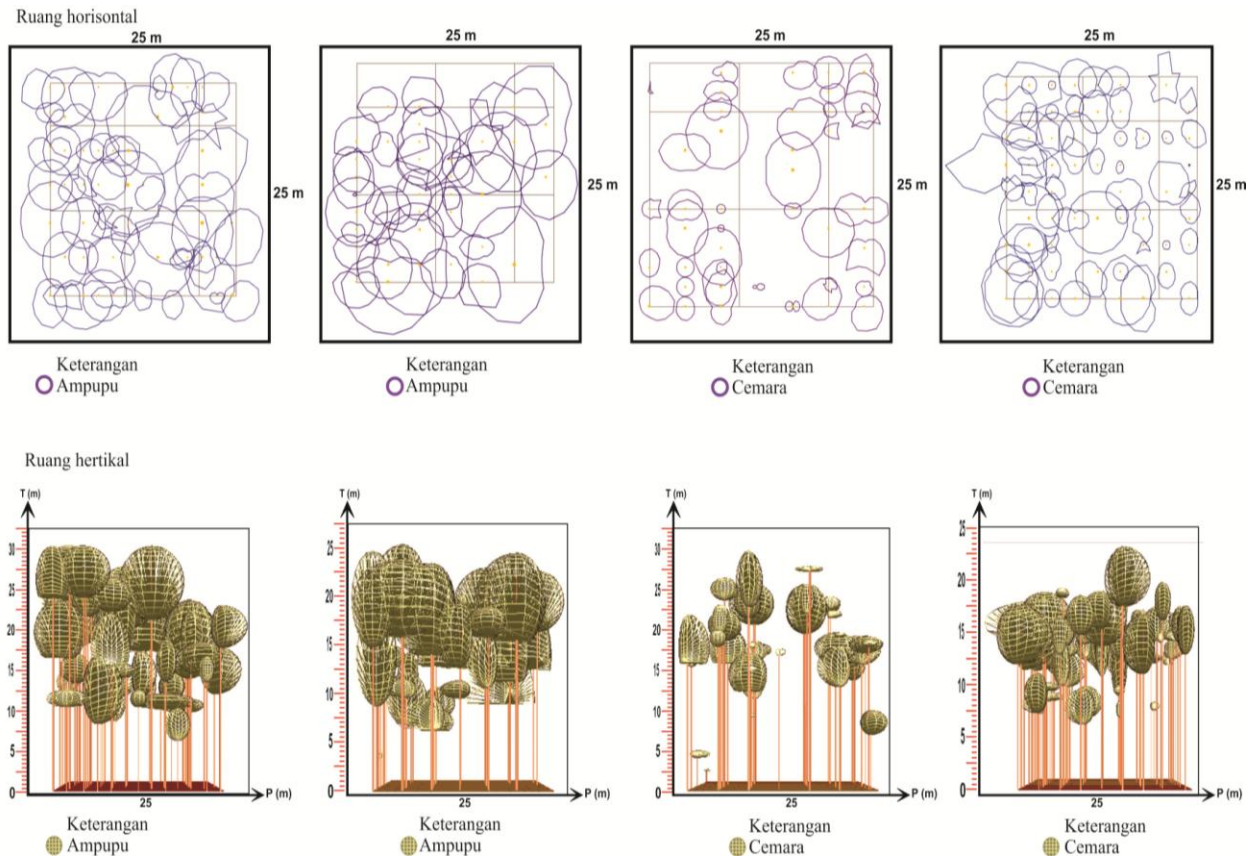 Ruang horisontal
25 m
25 m
25 m
25 m
25 m
25 m
25 m
25 m
Keterangan
Ampupu
Keterangan
Ampupu
Keterangan
Cemara
Keterangan
Cemara
Ruang hertikal
T (m)
30
25
20
15
10
5
0
25
P (m)
T (m)
25
20
15
10
5
0
25
P (m)
T (m)
30
25
20
15
10
5
0
25
P (m)
T (m)
25
20
15
10
5
0
25
P (m)
Keterangan
Ampupu
Keterangan
Ampupu
Keterangan
Cemara
Keterangan
Cemara